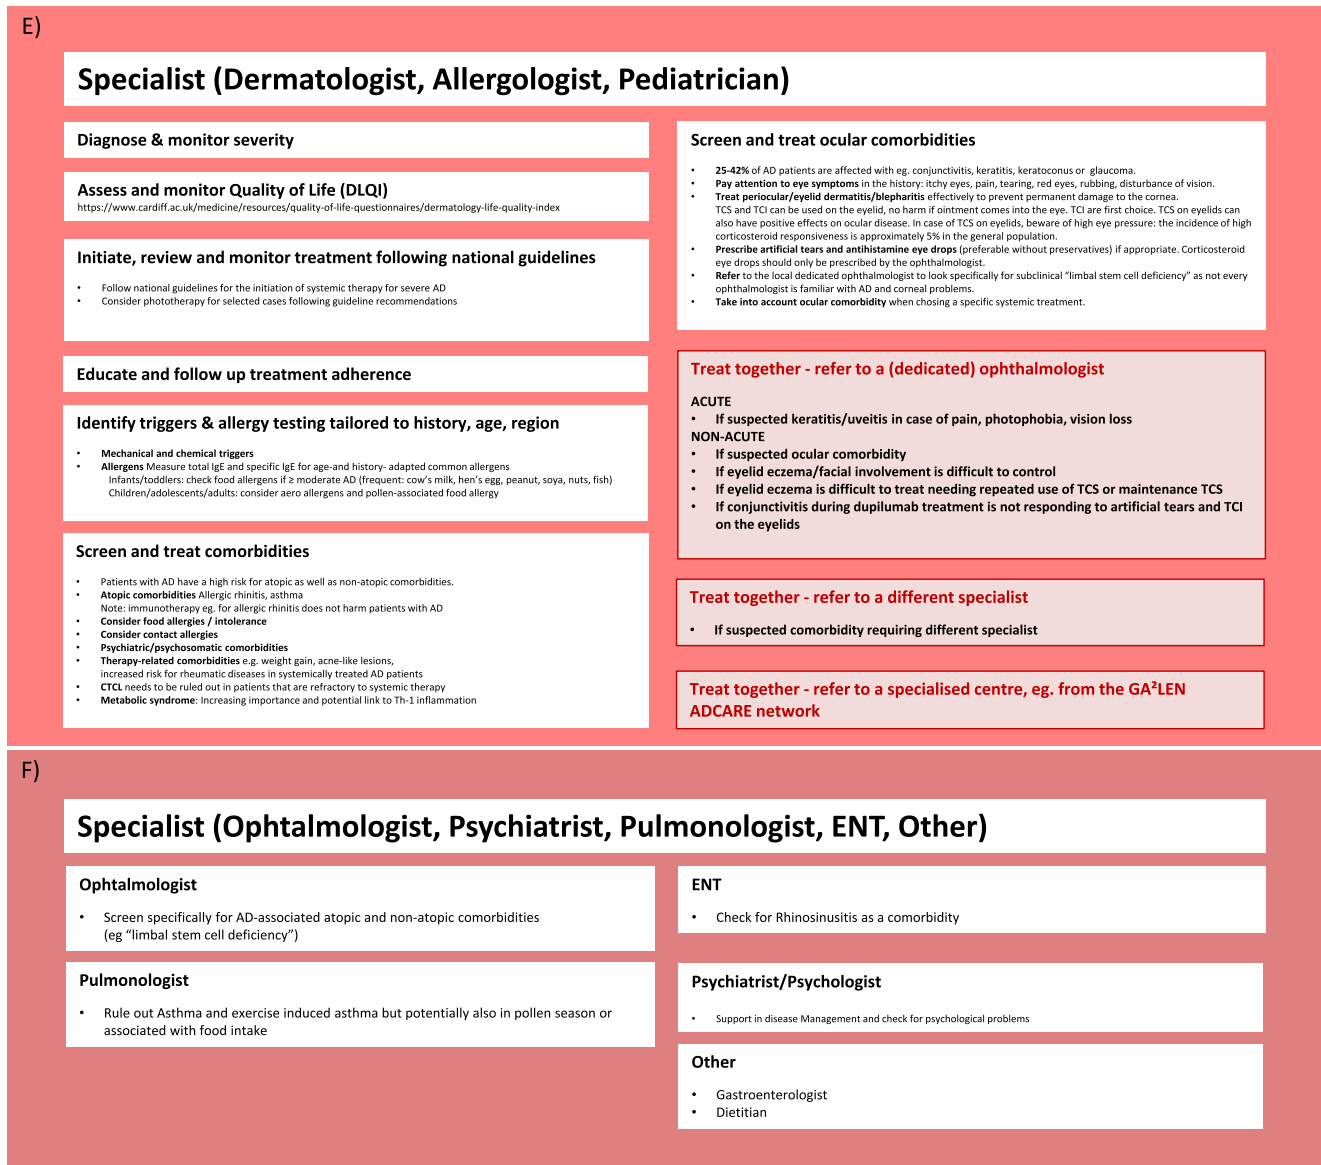 E)
Specialist (Dermatologist, Allergologist, Pediatrician)
Diagnose & monitor severity
Assess and monitor Quality of Life (DLQI)
https://www.cardiff.ac.uk/medicine/resources/quality-of-life-questionnaires/dermatology-life-quality-index
Initiate, review and monitor treatment following national guidelines
• Follow national guidelines for the initiation of systemic therapy for severe AD
• Consider phototherapy for selected cases following guideline recommendations
Educate and follow up treatment adherence
Identify triggers & allergy testing tailored to history, age, region
• Mechanical and chemical triggers
• Allergens Measure total IgE and specific IgE for age-and history- adapted common allergens
Infants/toddlers: check food allergens if ≥ moderate AD (frequent: cow's milk, hen's egg, peanut, soya, nuts, fish)
Children/adolescents/adults: consider aero allergens and pollen-associated food allergy
Screen and treat comorbidities
• Patients with AD have a high risk for atopic as well as non-atopic comorbidities.
• Atopic comorbidities Allergic rhinitis, asthma
Note: immunotherapy eg. for allergic rhinitis does not harm patients with AD
• Consider food allergies / intolerance
• Consider contact allergies
• Psychiatric/psychosomatic comorbidities
• Therapy-related comorbidities e.g. weight gain, acne-like lesions,
increased risk for rheumatic diseases in systemically treated AD patients
• CTCL needs to be ruled out in patients that are refractory to systemic therapy
• Metabolic syndrome: Increasing importance and potential link to Th-1 inflammation
Screen and treat ocular comorbidities
• 25-42% of AD patients are affected with eg. conjunctivitis, keratitis, keratoconus or glaucoma.
• Pay attention to eye symptoms in the history: itchy eyes, pain, tearing, red eyes, rubbing, disturbance of vision.
• Treat periocular/eyelid dermatitis/blepharitis effectively to prevent permanent damage to the cornea.
TCS and TCI can be used on the eyelid, no harm if ointment comes into the eye. TCI are first choice. TCS on eyelids can
also have positive effects on ocular disease. In case of TCS on eyelids, beware of high eye pressure: the incidence of high
corticosteroid responsiveness is approximately 5% in the general population.
• Prescribe artificial tears and antihistamine eye drops (preferable without preservatives) if appropriate. Corticosteroid
eye drops should only be prescribed by the ophthalmologist.
• Refer to the local dedicated ophthalmologist to look specifically for subclinical "limbal stem cell deficiency" as not every
ophthalmologist is familiar with AD and corneal problems.
• Take into account ocular comorbidity when chosing a specific systemic treatment.
Treat together - refer to a (dedicated) ophthalmologist
ACUTE
• If suspected keratitis/uveitis in case of pain, photophobia, vision loss
NON-ACUTE
• If suspected ocular comorbidity
• If eyelid eczema/facial involvement is difficult to control
• If eyelid eczema is difficult to treat needing repeated use of TCS or maintenance TCS
• If conjunctivitis during dupilumab treatment is not responding to artificial tears and TCI
on the eyelids
Treat together - refer to a different specialist
• If suspected comorbidity requiring different specialist
Treat together - refer to a specialised centre, eg. from the GA²LEN
ADCARE network
F)
Specialist (Ophtalmologist, Psychiatrist, Pulmonologist, ENT, Other)
Ophtalmologist
• Screen specifically for AD-associated atopic and non-atopic comorbidities
(eg "limbal stem cell deficiency")
Pulmonologist
• Rule out Asthma and exercise induced asthma but potentially also in pollen season or
associated with food intake
ENT
• Check for Rhinosinusitis as a comorbidity
Psychiatrist/Psychologist
• Support in disease Management and check for psychological problems
Other
• Gastroenterologist
• Dietitian